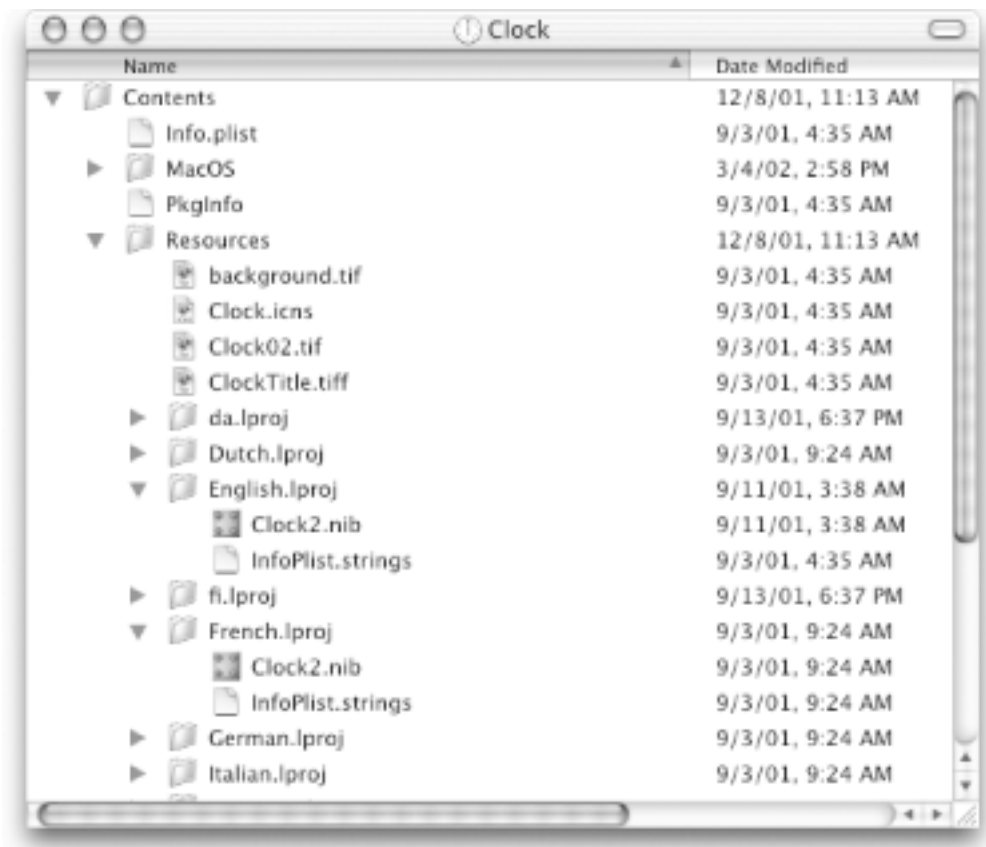 Clock
Name Date Modified
Contents 12/8/01, 11:13 AM
Info.plist 9/3/01, 4:35 AM
MacOS 3/4/02, 2:58 PM
PkgInfo 9/3/01, 4:35 AM
Resources 12/8/01, 11:13 AM
background.tif 9/3/01, 4:35 AM
Clock.icns 9/3/01, 4:35 AM
Clock02.tif 9/3/01, 4:35 AM
ClockTitle.tiff 9/3/01, 4:35 AM
da.lproj 9/13/01, 6:37 PM
Dutch.lproj 9/3/01, 9:24 AM
English.lproj 9/11/01, 3:38 AM
Clock2.nib 9/11/01, 3:38 AM
InfoPlist.strings 9/3/01, 4:35 AM
fi.lproj 9/13/01, 6:37 PM
French.lproj 9/3/01, 9:24 AM
Clock2.nib 9/3/01, 9:24 AM
InfoPlist.strings 9/3/01, 9:24 AM
German.lproj 9/3/01, 9:24 AM
Italian.lproj 9/3/01, 9:24 AM